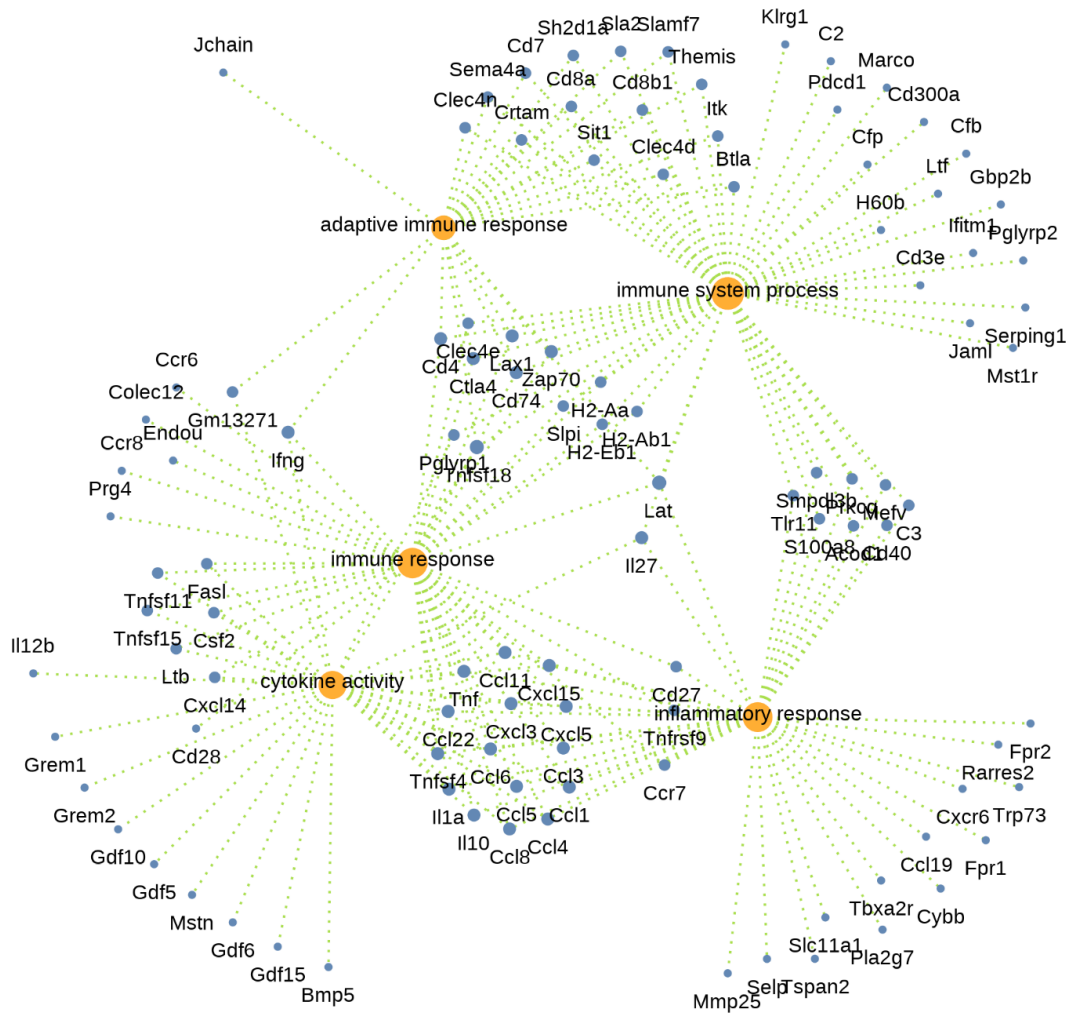 Klrg1
Sla2
Slamf7
Sh2d1a
C2
Jchain
Cd7
Themis
Marco
Sema4a
Cd8a
Cd8b1
Pdcd1
Cd300a
Clec4n
Crtam
Itk
Cfb
Sit1
Cfp
Clec4d
Btla
Ltf
Gbp2b
H60b
adaptive immune response
Ifitm1
Pglyrp2
Cd3e
immune system process
Serping1
Clec4e
Jaml
Ccr6
Cd4
Lax1
Mst1r
Ctla4
Zap70
Colec12
Cd74
H2-Aa
Gm13271
Endou
Slpi
H2-Ab1
Ccr8
H2-Eb1
Ifng
Pglyrp1
Tnfsf18
Prg4
Smpdl3b
Prkcq
Mefv
Lat
Tlr11
C3
S100a8
Acod1
Cd40
immune response
Il27
Fasl
Tnfsf11
Tnfsf15
Csf2
Il12b
Ltb
cytokine activity
Ccl11
Cxcl15
Cd27
Tnf
Cxcl14
inflammatory response
Cxcl3
Cxcl5
Tnfrsf9
Ccl22
Cd28
Fpr2
Grem1
Tnfsf4
Ccl6
Ccl3
Rarres2
Ccr7
Grem2
Il1a
Ccl5
Ccl1
Cxcr6
Trp73
Il10
Ccl4
Gdf10
Ccl8
Ccl19
Fpr1
Gdf5
Tbxa2r
Mstn
Cybb
Gdf6
Slc11a1
Pla2g7
Gdf15
Selp
Tspan2
Bmp5
Mmp25